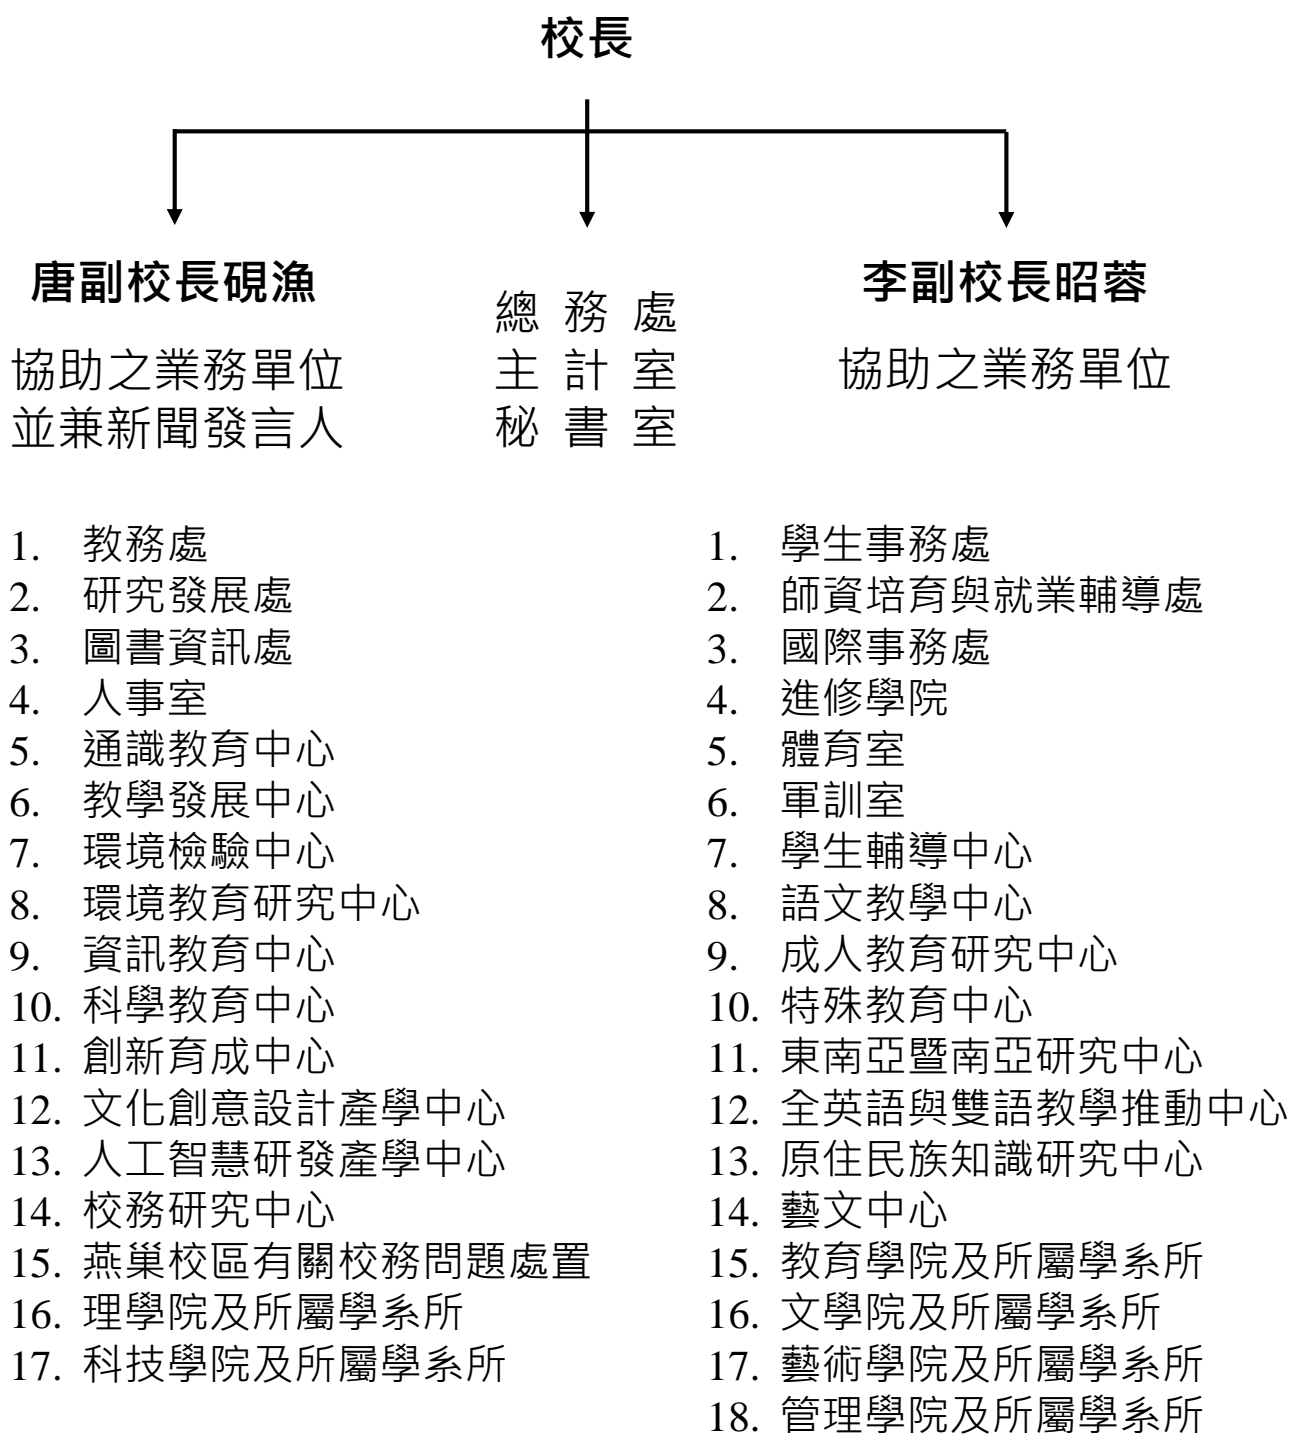 校長
唐副校長硯漁
協助之業務單位
並兼新聞發言人
總務處
主計室
秘書室
李副校長昭蓉
協助之業務單位
1. 教務處
2. 研究發展處
3. 圖書資訊處
4. 人事室
5. 通識教育中心
6. 教學發展中心
7. 環境檢驗中心
8. 環境教育研究中心
9. 資訊教育中心
10. 科學教育中心
11. 創新育成中心
12. 文化創意設計產學中心
13. 人工智慧研發產學中心
14. 校務研究中心
15. 燕巢校區有關校務問題處置
16. 理學院及所屬學系所
17. 科技學院及所屬學系所
1. 學生事務處
2. 師資培育與就業輔導處
3. 國際事務處
4. 進修學院
5. 體育室
6. 軍訓室
7. 學生輔導中心
8. 語文教學中心
9. 成人教育研究中心
10. 特殊教育中心
11. 東南亞暨南亞研究中心
12. 全英語與雙語教學推動中心
13. 原住民族知識研究中心
14. 藝文中心
15. 教育學院及所屬學系所
16. 文學院及所屬學系所
17. 藝術學院及所屬學系所
18. 管理學院及所屬學系所